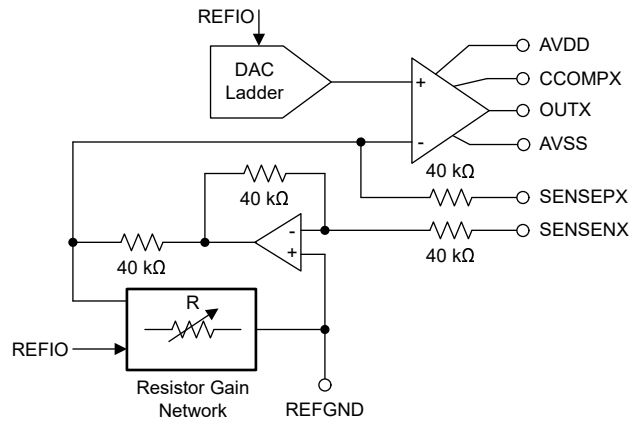 REFIO
DAC
Ladder
AVDD
CCOMPX
+
OUTX
-
AVSS
40 kΩ
40 kΩ
SENSEPX
-
SENSENX
+
40 kΩ
40 kΩ
R
REFIO
Resistor Gain
Network
REFGND